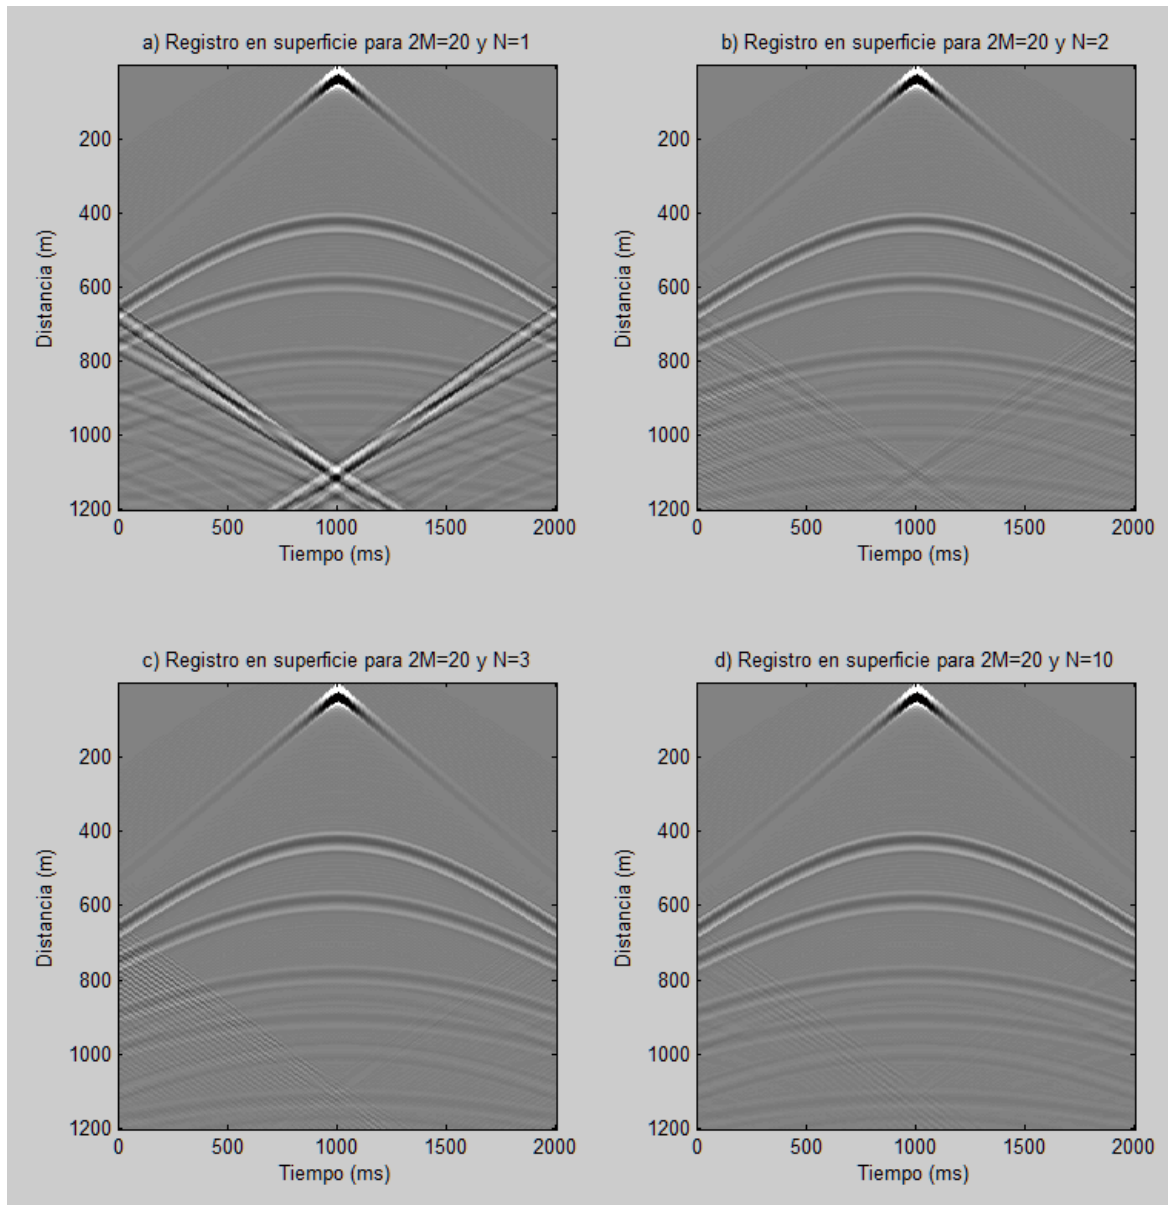 a) Registro en superficie para 2M=20 y N=1
200
400
600
800
1000
1200
Distancia (m)
0 500 1000 1500 2000
Tiempo (ms)
b) Registro en superficie para 2M=20 y N=2
200
400
600
800
1000
1200
Distancia (m)
0 500 1000 1500 2000
Tiempo (ms)
c) Registro en superficie para 2M=20 y N=3
200
400
600
800
1000
1200
Distancia (m)
0 500 1000 1500 2000
Tiempo (ms)
d) Registro en superficie para 2M=20 y N=10
200
400
600
800
1000
1200
Distancia (m)
0 500 1000 1500 2000
Tiempo (ms)